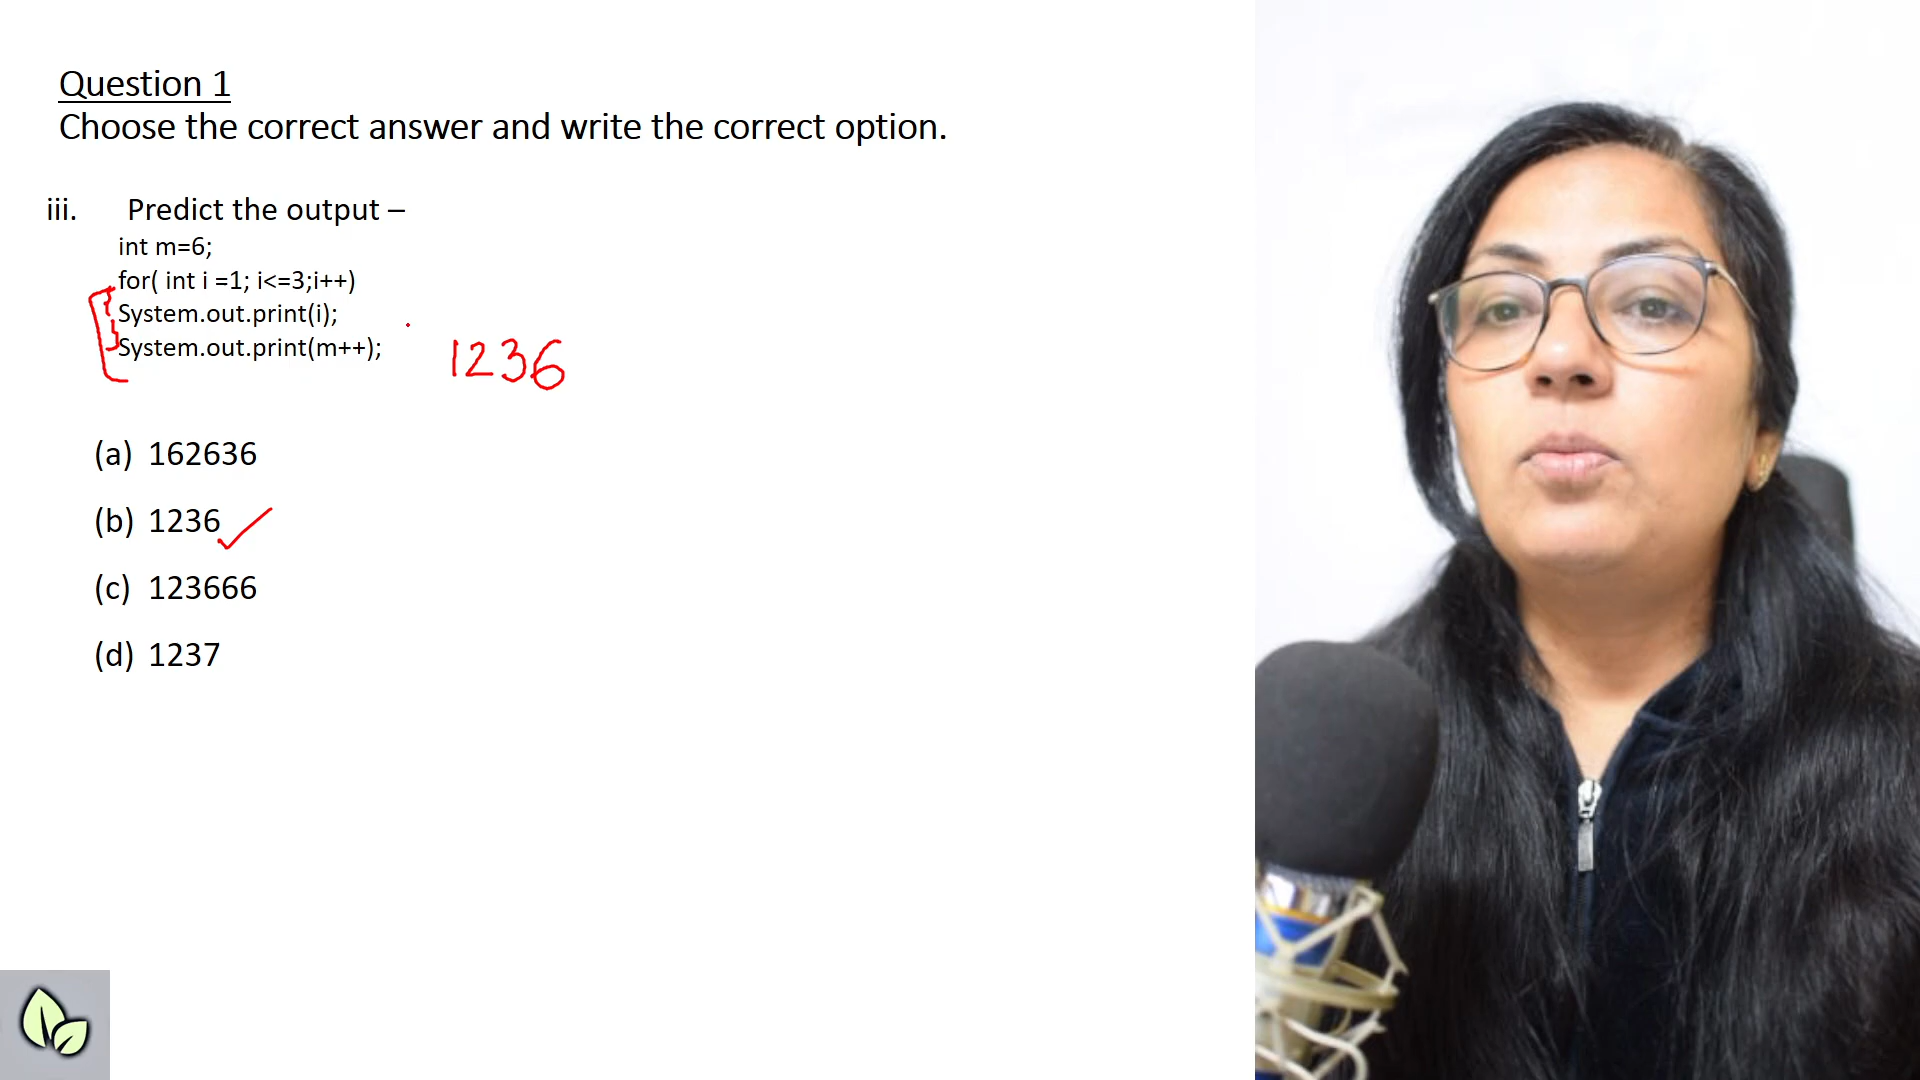 Question 1
Choose the correct answer and write the correct option.
iii. Predict the output –
int m=6;
for( int i =1; i<=3;i++)
System.out.print(i);
System.out.print(m++);
1236
(a) 162636
(b) 1236
(c) 123666
(d) 1237